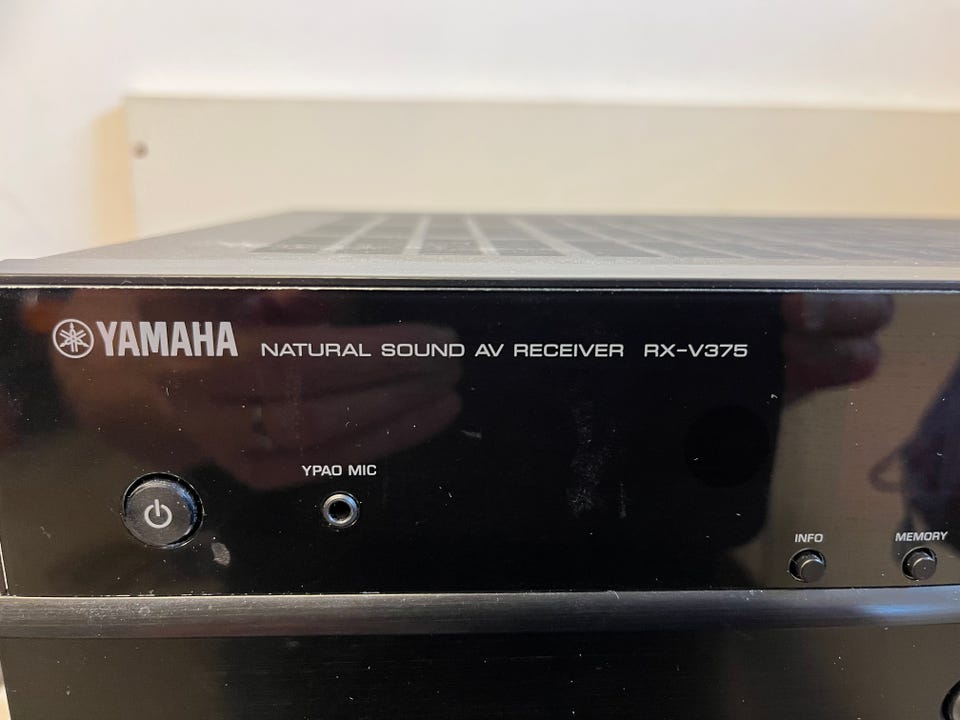 YAMAHA NATURAL SOUND AV RECEIVER RX-V375
YPAO MIC
INFO MEMORY